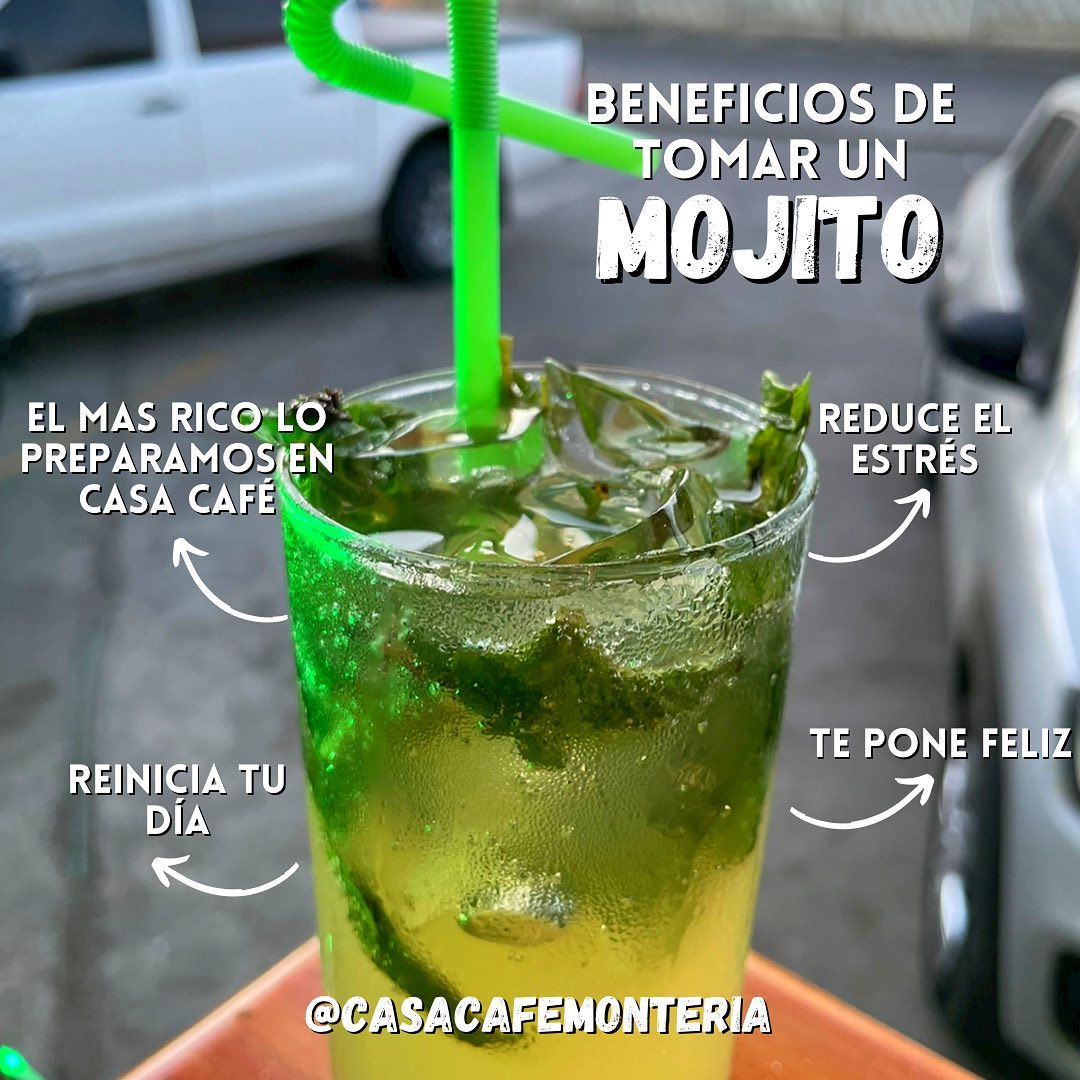 BENEFICIOS DE
TOMAR UN
MOJITO
EL MAS RICO LO
PREPARAMOS EN
CASA CAFÉ
REDUCE EL
ESTRÉS
REINICIA TU
DÍA
TE PONE FELIZ
@CASACAFEMONTERIA